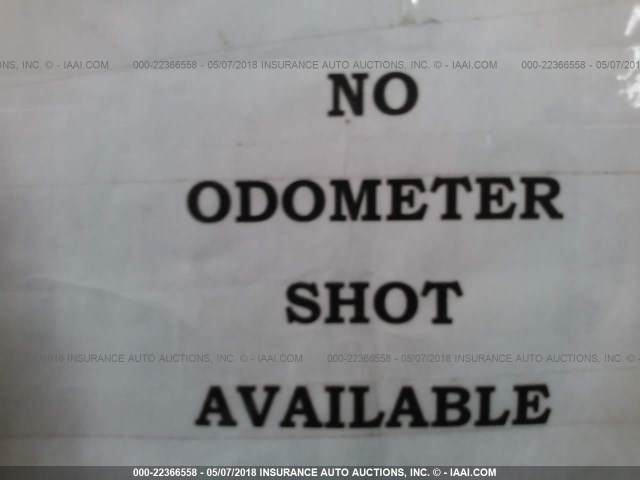 NS, INC. © - IAAI.COM 000-22366558 - 05/07/2018 INSURANCE AUTO AUCTIONS, INC. © - IAAI.COM 000-22366558 - 05/07/2018
NO
ODOMETER
SHOT
2018 INSURANCE AUTO AUCTIONS, INC. © - IAAI.COM 000-22366558 - 05/07/2018 INSURANCE AUTO AUCTIONS, INC.
AVAILABLE
000-22366558 - 05/07/2018 INSURANCE AUTO AUCTIONS, INC. © - IAAI.COM